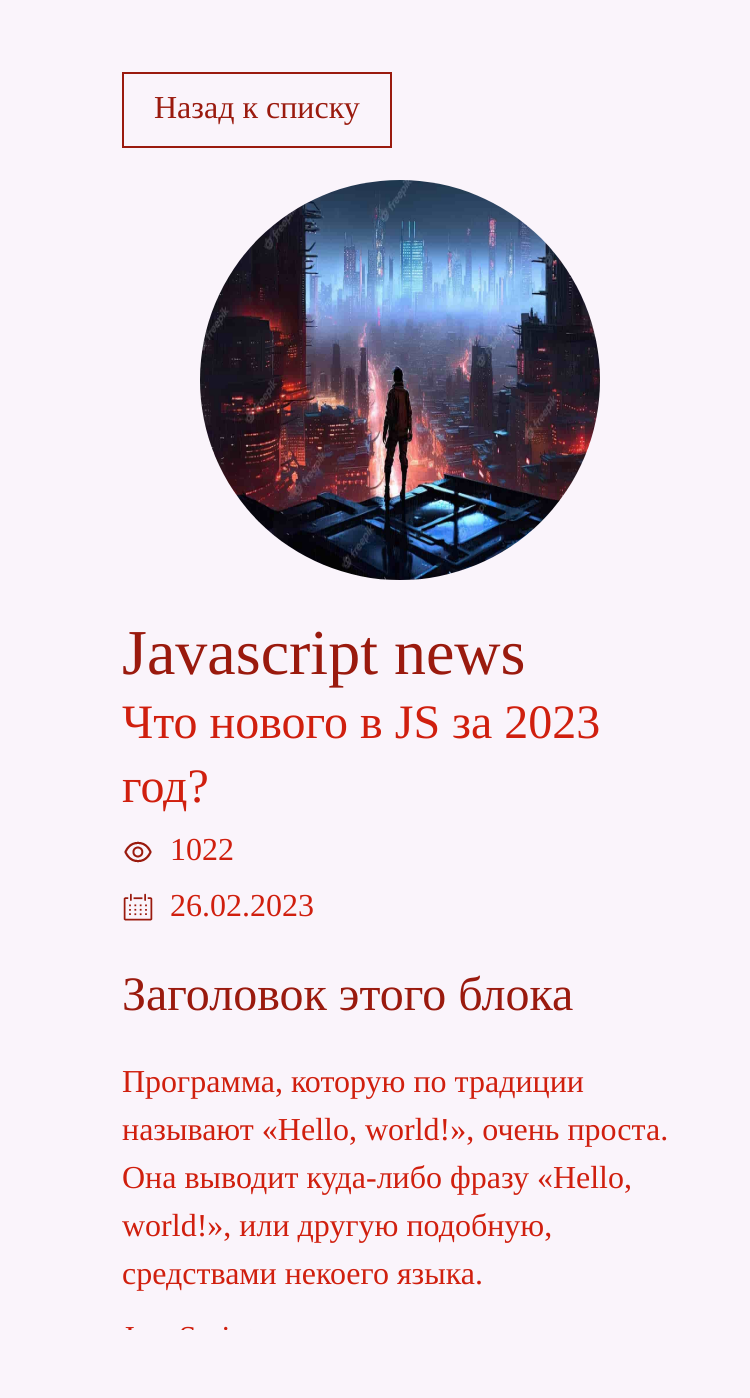 Назад к списку
freepik
Javascript news
Что нового в JS за 2023
год?
1022
26.02.2023
Заголовок этого блока
Программа, которую по традиции
называют «Hello, world!», очень проста.
Она выводит куда-либо фразу «Hello,
world!», или другую подобную,
средствами некоего языка.